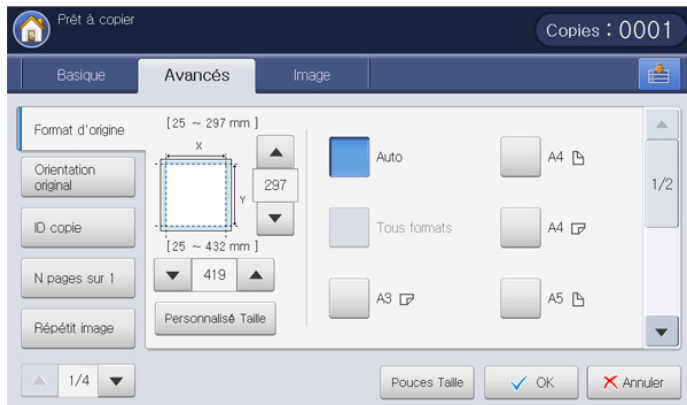 Prêt à copier
Copies : 0001
Basique
Avancés
Image
Format d'origine
[25 ~ 297 mm ]
X
Y
297
[25 ~ 432 mm ]
419
Personnalisé Taille
Auto
A4
Tous formats
A4
A3
A5
1/2
Orientation
original
ID copie
N pages sur 1
Répétit image
1/4
Pouces Taille
OK
Annuler